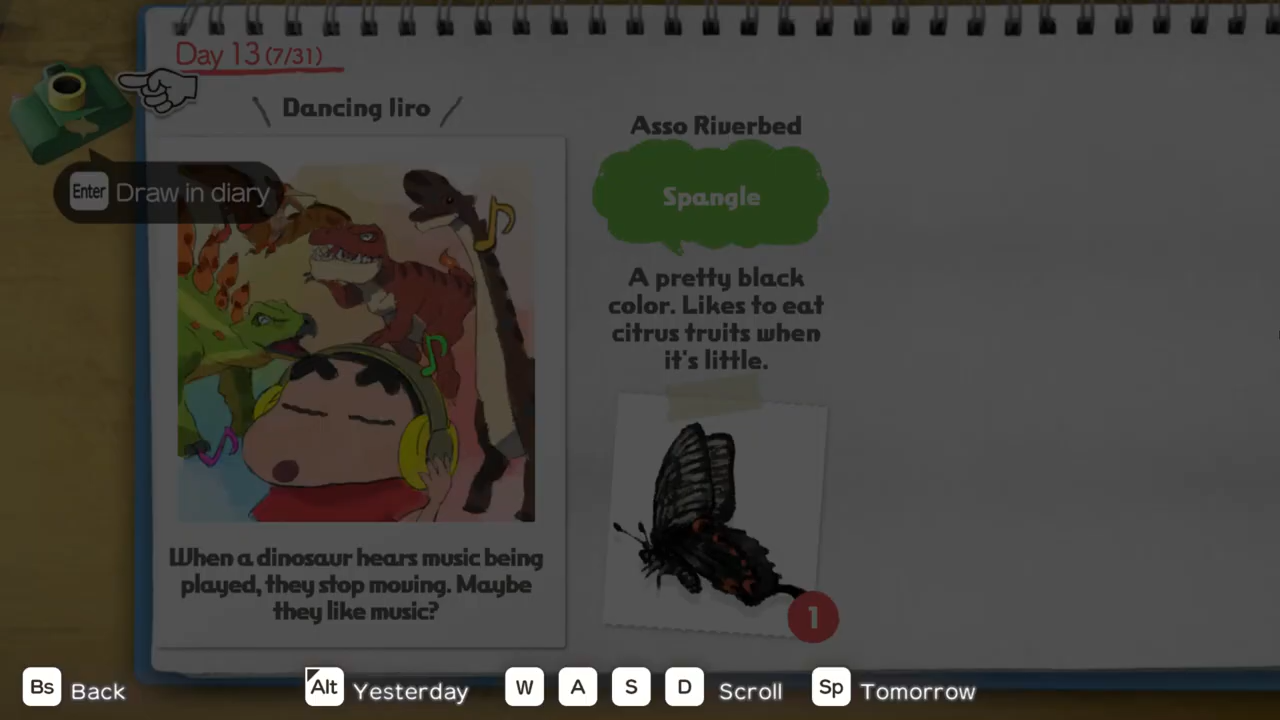 Day 13 (7/31)
Dancing Iiro
Enter Draw in diary
When a dinosaur hears music being
played, they stop moving. Maybe
they like music?
Asso Riverbed
Spangle
A pretty black
color. Likes to eat
citrus fruits when
it's little.
1
Bs Back
Alt Yesterday
W A S D Scroll
Sp Tomorrow